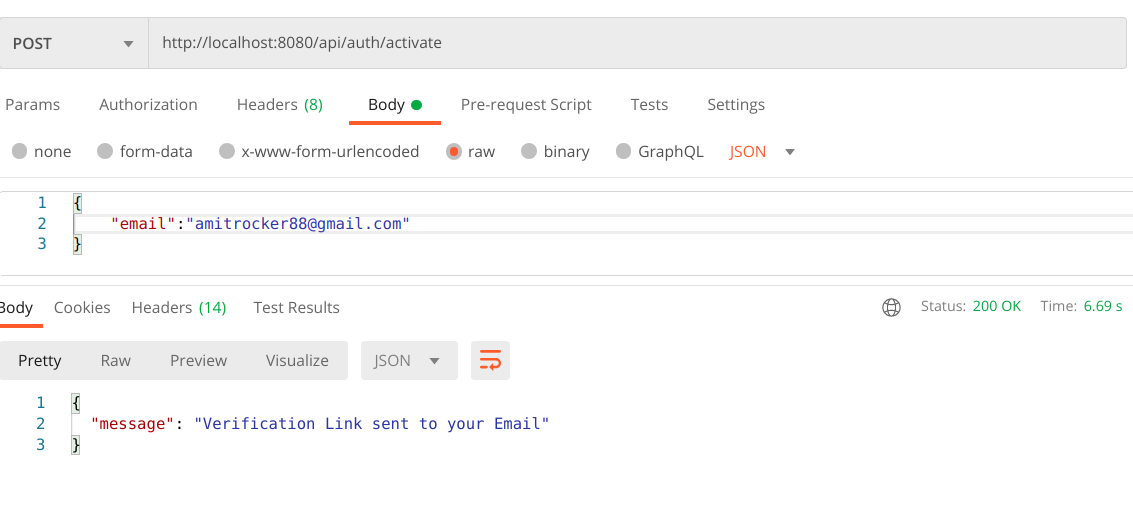 POST http://localhost:8080/api/auth/activate
Params Authorization Headers (8) Body Pre-request Script Tests Settings
none form-data x-www-form-urlencoded raw binary GraphQL JSON
1 {
2 "email":"amitrocker88@gmail.com"
3 }
Body Cookies Headers (14) Test Results Status: 200 OK Time: 6.69 s
Pretty Raw Preview Visualize JSON
1 {
2 "message": "Verification Link sent to your Email"
3 }